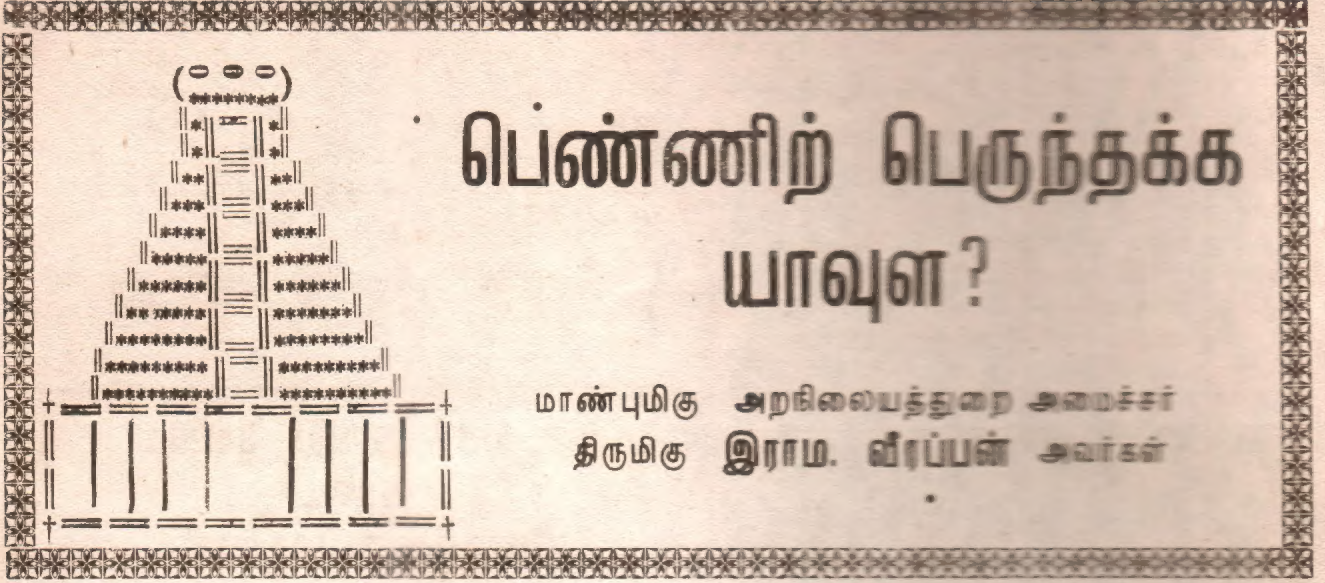 பெண்ணிற் பெருந்தக்க
யாவுள?
மாண்புமிகு அறநிலையத்துறை அமைச்சர்
திருமிகு இராம. வீரப்பன் அவர்கள்